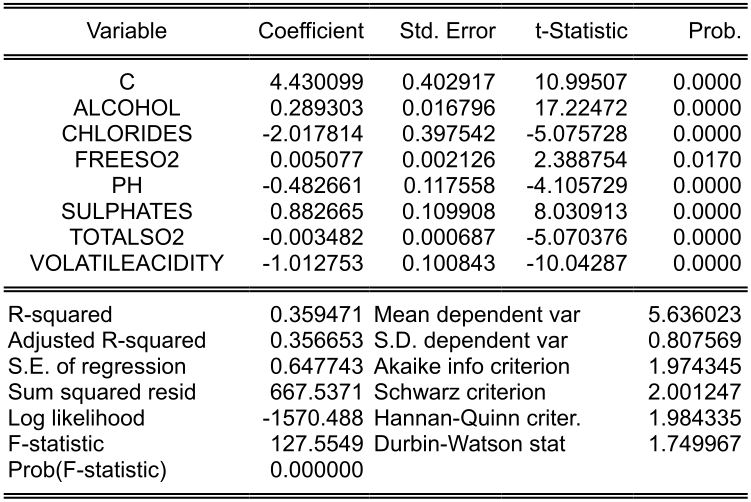 Variable Coefficient Std. Error t-Statistic Prob.
C 4.430099 0.402917 10.99507 0.0000
ALCOHOL 0.289303 0.016796 17.22472 0.0000
CHLORIDES -2.017814 0.397542 -5.075728 0.0000
FREESO2 0.005077 0.002126 2.388754 0.0170
PH -0.482661 0.117558 -4.105729 0.0000
SULPHATES 0.882665 0.109908 8.030913 0.0000
TOTALSO2 -0.003482 0.000687 -5.070376 0.0000
VOLATILEACIDITY -1.012753 0.100843 -10.04287 0.0000
R-squared 0.359471 Mean dependent var 5.636023
Adjusted R-squared 0.356653 S.D. dependent var 0.807569
S.E. of regression 0.647743 Akaike info criterion 1.974345
Sum squared resid 667.5371 Schwarz criterion 2.001247
Log likelihood -1570.488 Hannan-Quinn criter. 1.984335
F-statistic 127.5549 Durbin-Watson stat 1.749967
Prob(F-statistic) 0.000000